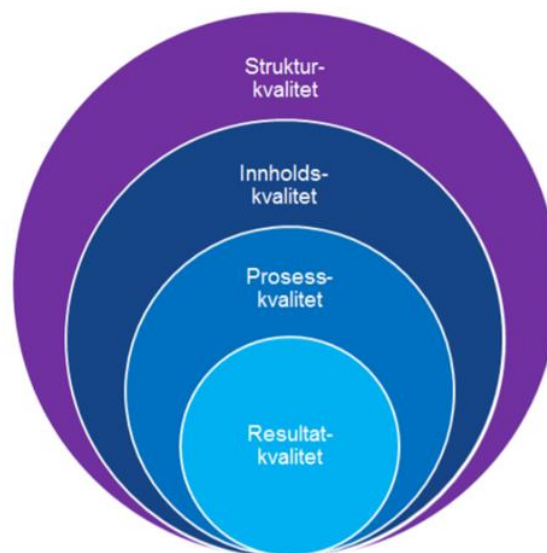 Struktur-
kvalitet
Innholds-
kvalitet
Prosess-
kvalitet
Resultat-
kvalitet